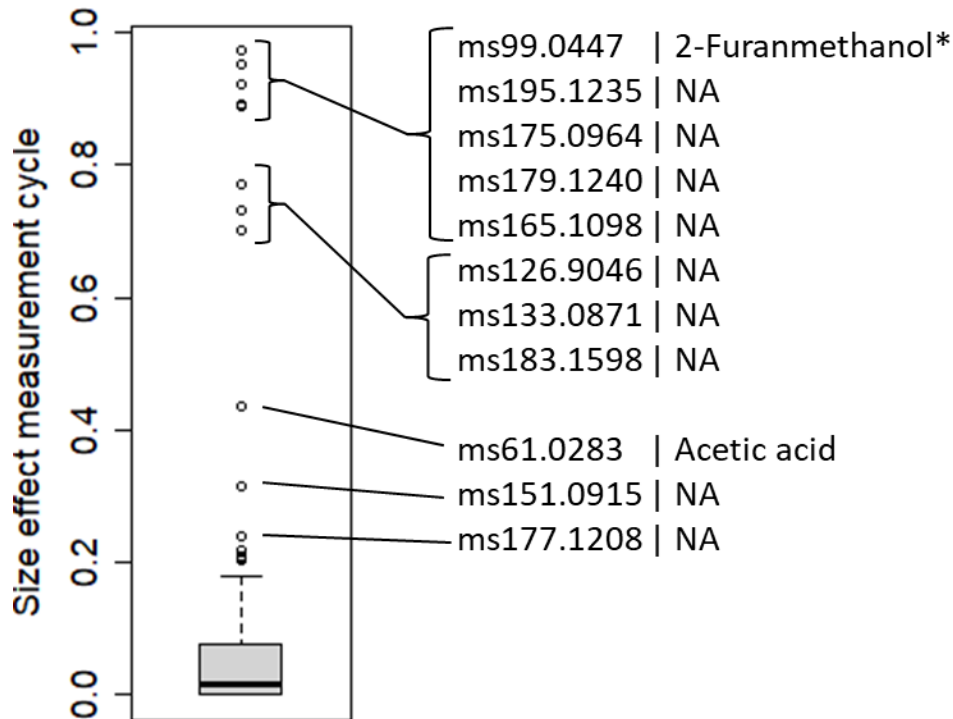 Size effect measurement cycle
1.0
0.8
0.6
0.4
0.2
0.0
ms99.0447 | 2-Furanmethanol*
ms195.1235 | NA
ms175.0964 | NA
ms179.1240 | NA
ms165.1098 | NA
ms126.9046 | NA
ms133.0871 | NA
ms183.1598 | NA
ms61.0283 | Acetic acid
ms151.0915 | NA
ms177.1208 | NA